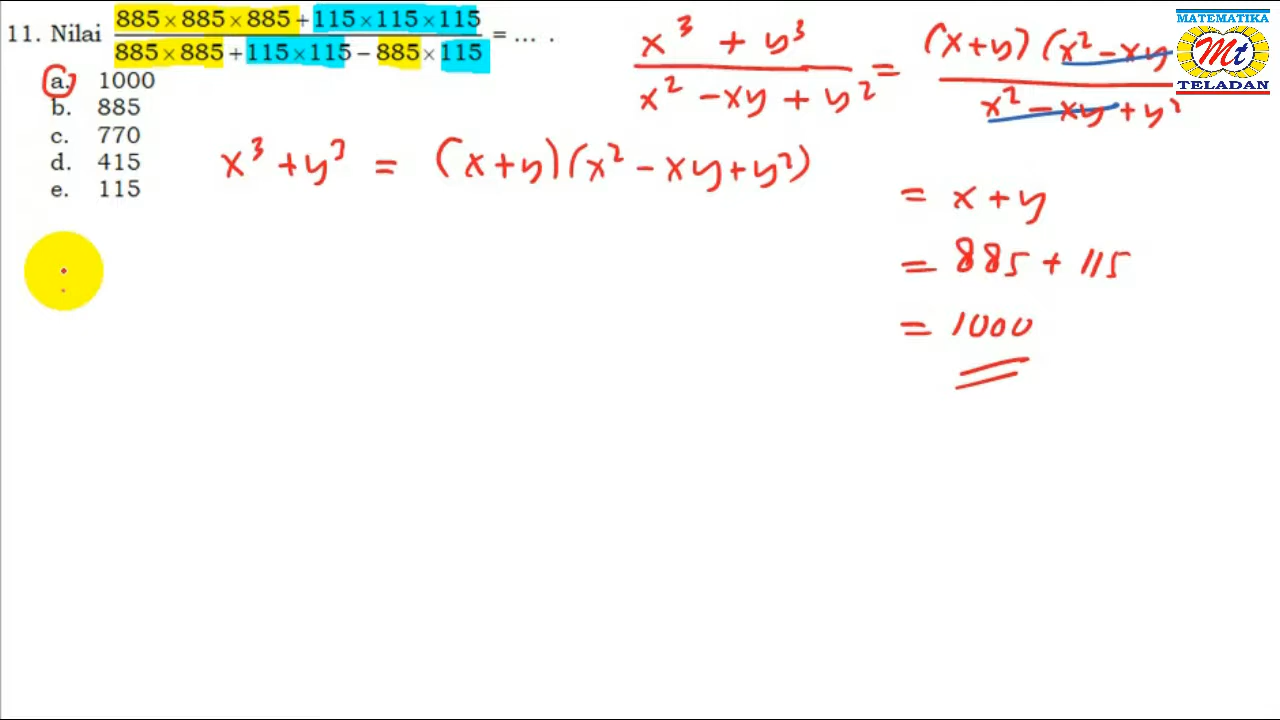 11. Nilai (885 × 885 × 885 + 115 × 115 × 115) / (885 × 885 + 115 × 115 − 885 × 115) = ... .
a. 1000
b. 885
c. 770
d. 415
e. 115
x³ + y³ / x² - xy + y² = (x+y) (x² - xy / x² - xy + y²
x³ + y³ = (x+y)(x² - xy + y²)
= x + y
= 885 + 115
= 1000
MATEMATIKA
Mt
TELADAN